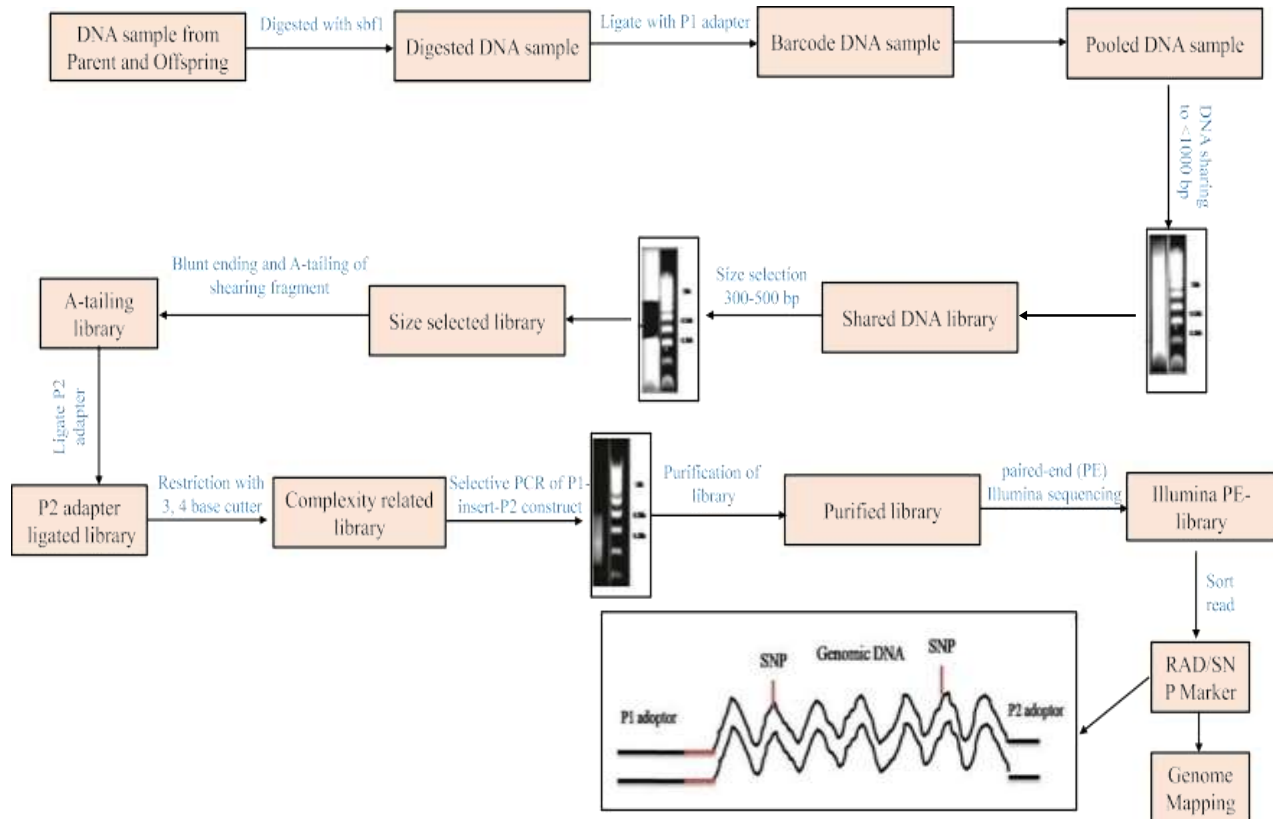 DNA sample from
Parent and Offspring
Digested with sbf1
Digested DNA sample
Ligate with P1 adapter
Barcode DNA sample
Pooled DNA sample
DNA sharing
to <1000 bp
Shared DNA library
Size selection
300-500 bp
Size selected library
Blunt ending and A-tailing of
shearing fragment
A-tailing
library
Ligate P2
adapter
P2 adapter
ligated library
Restriction with
3, 4 base cutter
Complexity related
library
Selective PCR of P1-
insert-P2 construct
Purification of
library
Purified library
paired-end (PE)
Illumina sequencing
Illumina PE-
library
Sort
read
RAD/SN
P Marker
Genome
Mapping
SNP
Genomic DNA
SNP
P1 adoptor
P2 adoptor